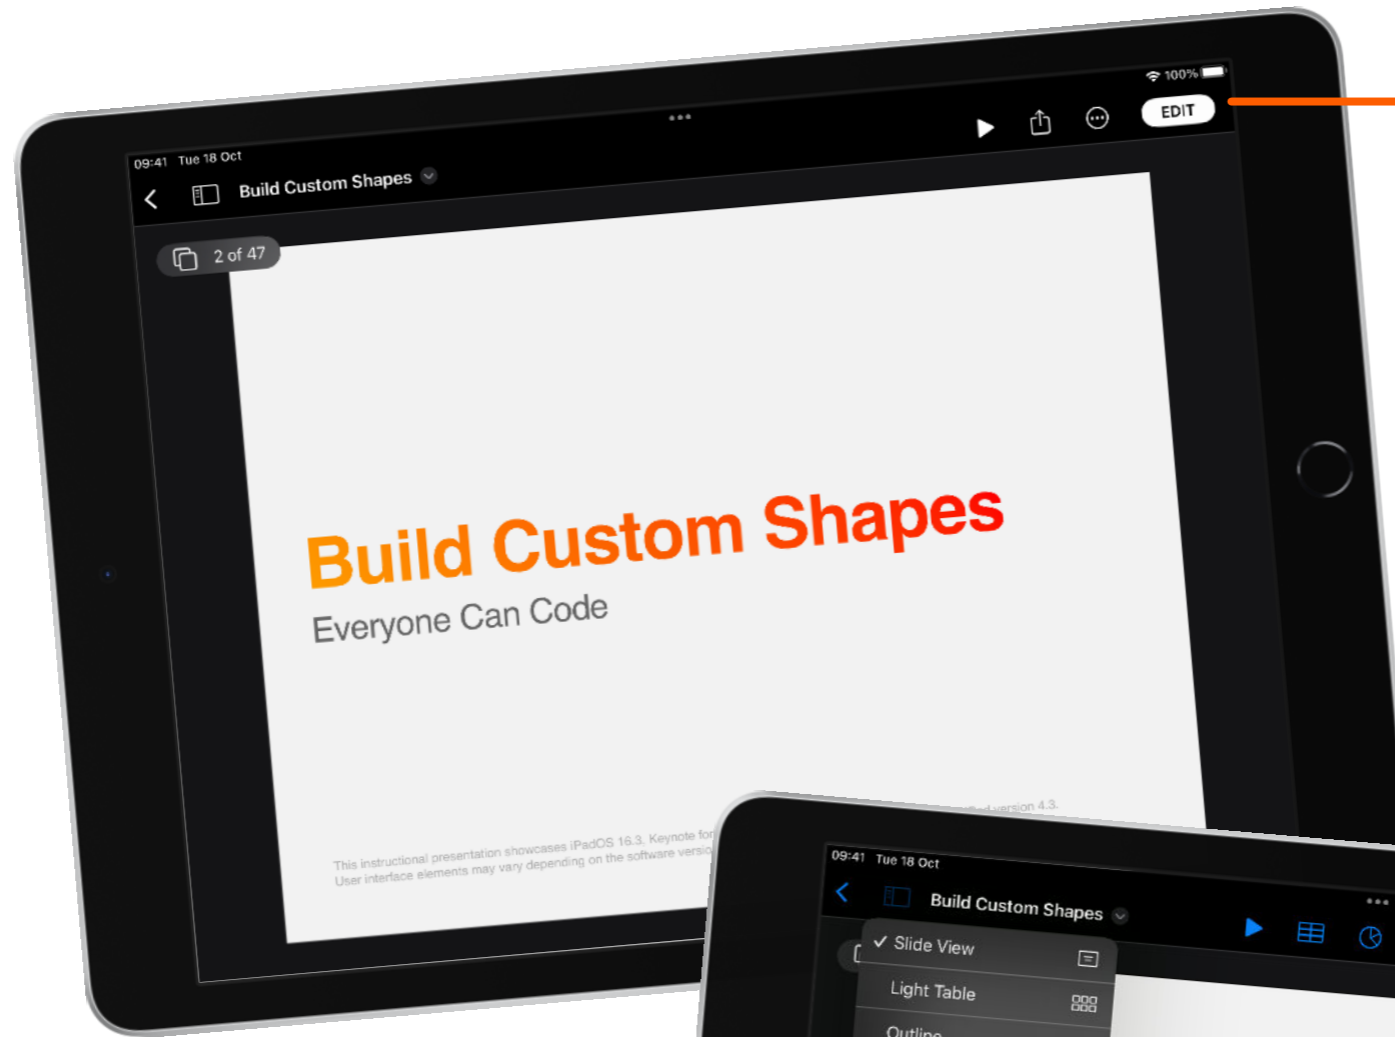 09:41 Tue 18 Oct
100%
Build Custom Shapes
EDIT
2 of 47
Build Custom Shapes
Everyone Can Code
version 4.3.
This instructional presentation showcases iPadOS 16.3, Keynote for
User interface elements may vary depending on the software versio
09:41 Tue 18 Oct
Build Custom Shapes
Slide View
Light Table
Outline